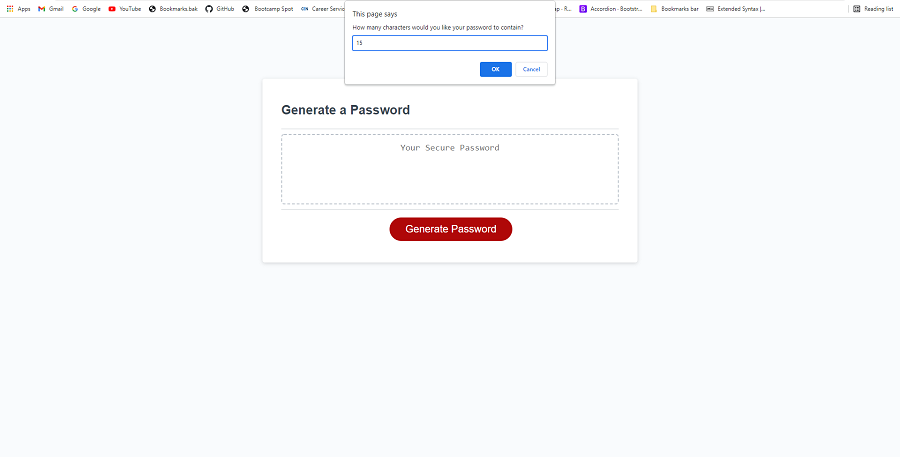 Apps Gmail Google YouTube Bookmarks.bak GitHub Bootcamp Spot Career Servic
ap - R... Accordion · Bootstr... Bookmarks bar Extended Syntax |... Reading list
This page says
How many characters would you like your password to contain?
15
OK Cancel
Generate a Password
Your Secure Password
Generate Password